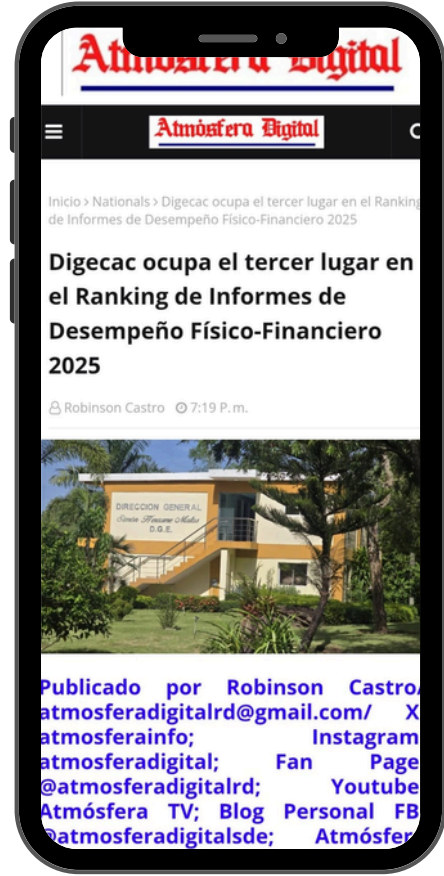 Atmósfera Digital
Atmósfera Digital
Inicio > Nationals > Digecac ocupa el tercer lugar en el Ranking
de Informes de Desempeño Físico-Financiero 2025
Digecac ocupa el tercer lugar en
el Ranking de Informes de
Desempeño Físico-Financiero
2025
Robinson Castro 7:19 P. m.
DIRECCION GENERAL
D.G.E.
Publicado por Robinson Castro/
atmosferadigitalrd@gmail.com/ X
atmosferainfo; Instagram
atmosferadigital; Fan Page
@atmosferadigitalrd; Youtube
Atmósfera TV; Blog Personal FB
@atmosferadigitalsde; Atmósfer